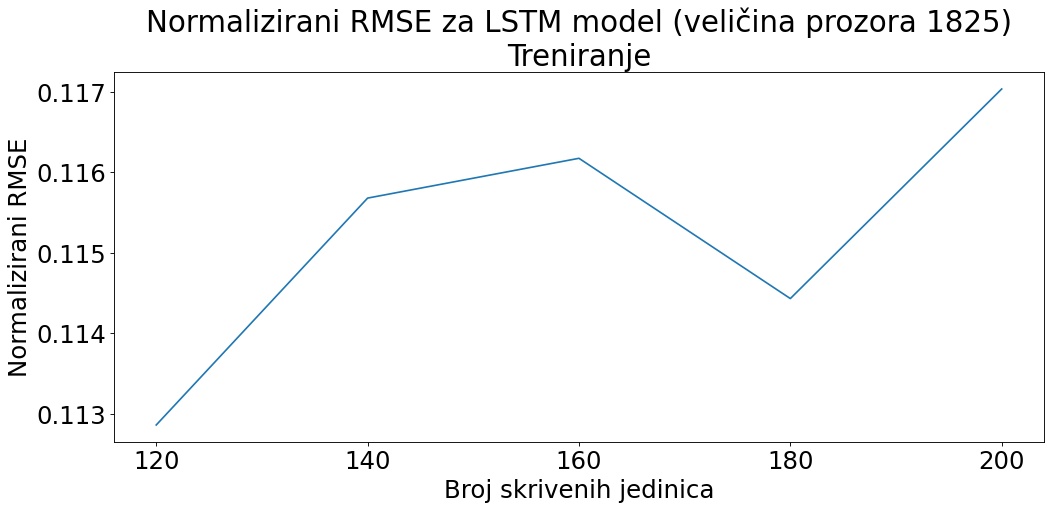 Normalizirani RMSE za LSTM model (veličina prozora 1825)
Treniranje
Normalizirani RMSE
0.117
0.116
0.115
0.114
0.113
120 140 160 180 200
Broj skrivenih jedinica